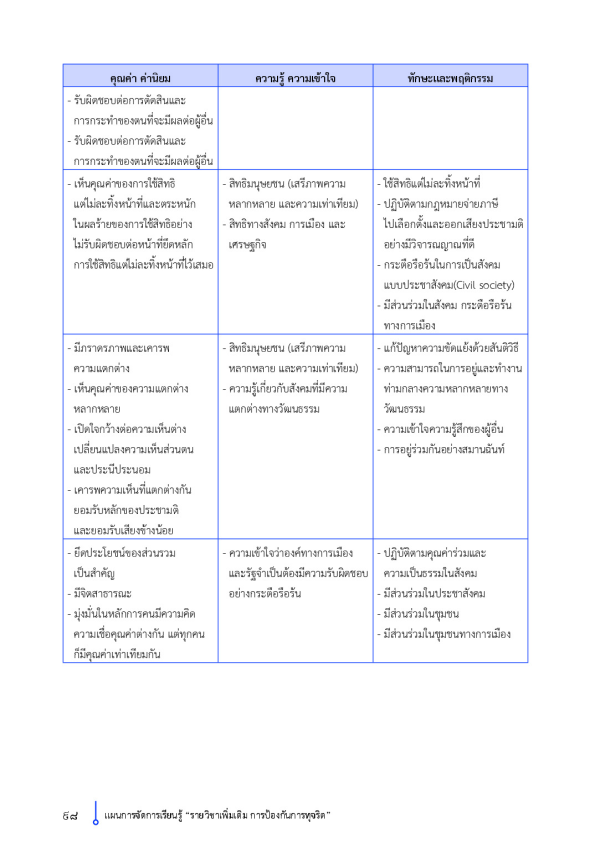 คุณค่า ค่านิยม
ความรู้ ความเข้าใจ
ทักษะและพฤติกรรม
- รับผิดชอบต่อการตัดสินและ
การกระทำของตนที่จะมีผลต่อผู้อื่น
- รับผิดชอบต่อการตัดสินและ
การกระทำของตนที่จะมีผลต่อผู้อื่น
- เห็นคุณค่าของการใช้สิทธิ
แต่ไม่ละทิ้งหน้าที่และตระหนัก
ในผลร้ายของการใช้สิทธิอย่าง
ไม่รับผิดชอบต่อหน้าที่ยึดหลัก
การใช้สิทธิแต่ไม่ละทิ้งหน้าที่ไว้เสมอ
- สิทธิมนุษยชน (เสรีภาพความ
หลากหลาย และความเท่าเทียม)
- สิทธิทางสังคม การเมือง และ
เศรษฐกิจ
- ใช้สิทธิแต่ไม่ละทิ้งหน้าที่
- ปฏิบัติตามกฎหมายจ่ายภาษี
ไปเลือกตั้งและออกเสียงประชามติ
อย่างมีวิจารณญาณที่ดี
- กระตือรือร้นในการเป็นสังคม
แบบประชาสังคม(Civil society)
- มีส่วนร่วมในสังคม กระตือรือร้น
ทางการเมือง
- มีภราดรภาพและเคารพ
ความแตกต่าง
- เห็นคุณค่าของความแตกต่าง
หลากหลาย
- เปิดใจกว้างต่อความเห็นต่าง
เปลี่ยนแปลงความเห็นส่วนตน
และประนีประนอม
- เคารพความเห็นที่แตกต่างกัน
ยอมรับหลักของประชามติ
และยอมรับเสียงข้างน้อย
- สิทธิมนุษยชน (เสรีภาพความ
หลากหลาย และความเท่าเทียม)
- ความรู้เกี่ยวกับสังคมที่มีความ
แตกต่างทางวัฒนธรรม
- แก้ปัญหาความขัดแย้งด้วยสันติวิธี
- ความสามารถในการอยู่และทำงาน
ท่ามกลางความหลากหลายทาง
วัฒนธรรม
- ความเข้าใจความรู้สึกของผู้อื่น
- การอยู่ร่วมกันอย่างสมานฉันท์
- ยึดประโยชน์ของส่วนรวม
เป็นสำคัญ
- มีจิตสาธารณะ
- มุ่งมั่นในหลักการคนมีความคิด
ความเชื่อคุณค่าต่างกัน แต่ทุกคน
ก็มีคุณค่าเท่าเทียมกัน
- ความเข้าใจว่าองค์ทางการเมือง
และรัฐจำเป็นต้องมีความรับผิดชอบ
อย่างกระตือรือร้น
- ปฏิบัติตามคุณค่าร่วมและ
ความเป็นธรรมในสังคม
- มีส่วนร่วมในประชาสังคม
- มีส่วนร่วมในชุมชน
- มีส่วนร่วมในชุมชนทางการเมือง
๖๘ แผนการจัดการเรียนรู้ “รายวิชาเพิ่มเติม การป้องกันการทุจริต”